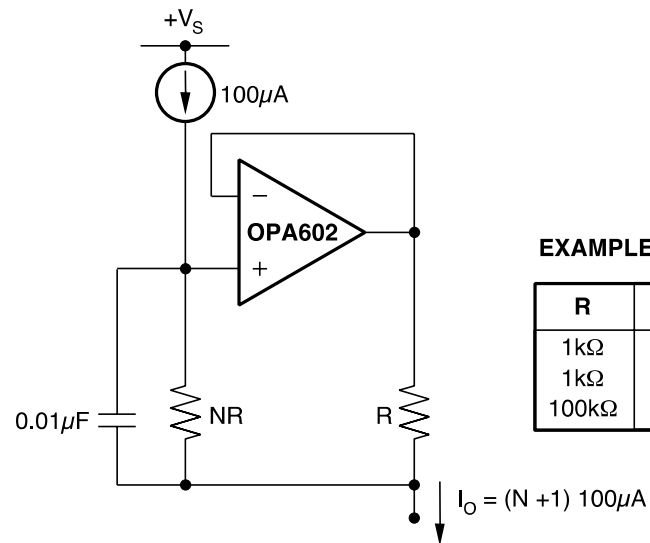 +V_S
100µA
−
OPA602
+
0.01µF
NR
R
I_O = (N +1) 100µA
EXAMPLE
R
1kΩ
1kΩ
100kΩ